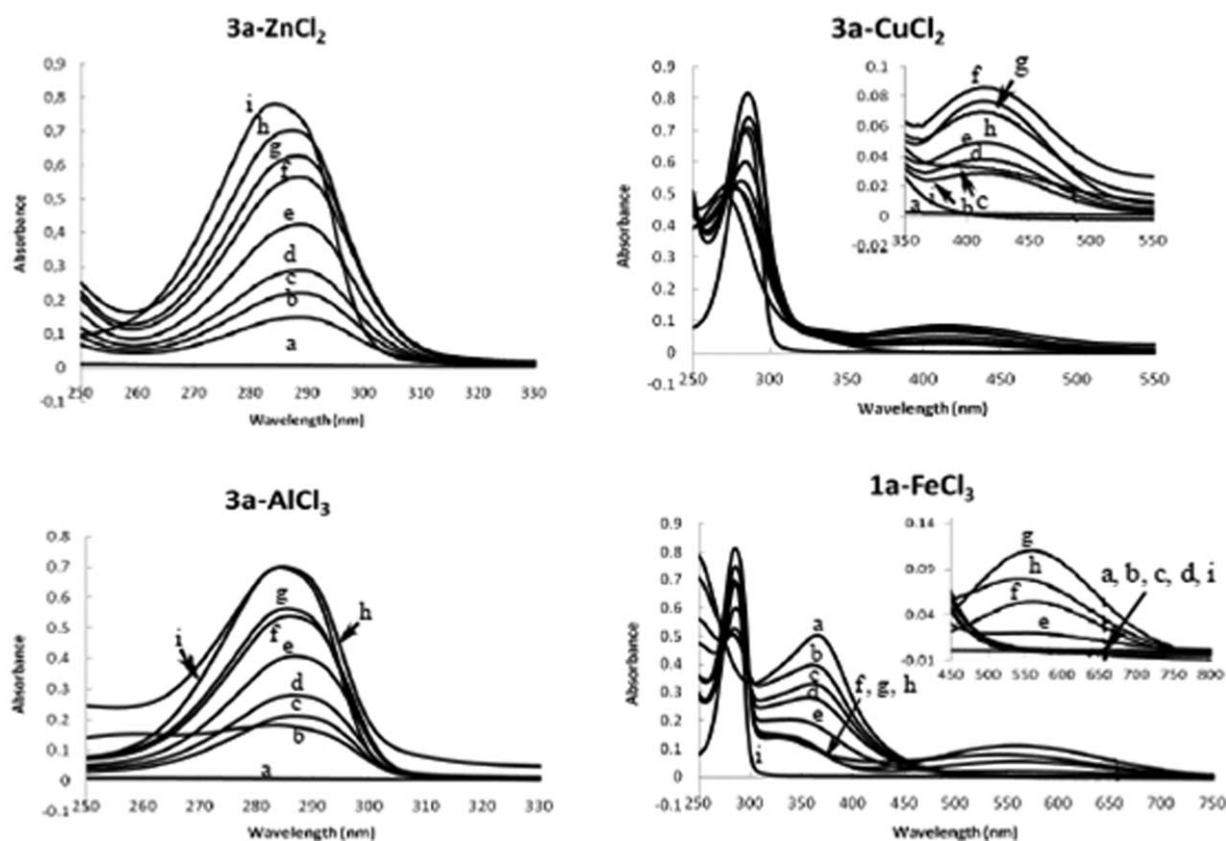 3a-ZnCl₂
0.9
0.8
0.7
0.6
0.5
0.4
0.3
0.2
0.1
0
-0.1
Absorbance
i
h
g
f
e
d
c
b
a
250 260 270 280 290 300 310 320 330
Wavelength (nm)
3a-CuCl₂
0.9
0.8
0.7
0.6
0.5
0.4
0.3
0.2
0.1
0
-0.1
Absorbance
250 300 350 400 450 500 550
Wavelength (nm)
0.1
0.08
0.06
0.04
0.02
0
-0.02
f
g
e
h
d
a
i
b
c
350 400 450 500 550
3a-AlCl₃
0.8
0.7
0.6
0.5
0.4
0.3
0.2
0.1
0
-0.1
Absorbance
i
h
g
f
e
d
c
b
a
250 260 270 280 290 300 310 320 330
Wavelength (nm)
1a-FeCl₃
0.9
0.8
0.7
0.6
0.5
0.4
0.3
0.2
0.1
0
-0.1
Absorbance
a
b
c
d
e
f, g, h
i
250 300 350 400 450 500 550 600 650 700 750
Wavelength (nm)
0.14
0.09
0.04
-0.01
g
h
f
e
a, b, c, d, i
450 500 550 600 650 700 750 800